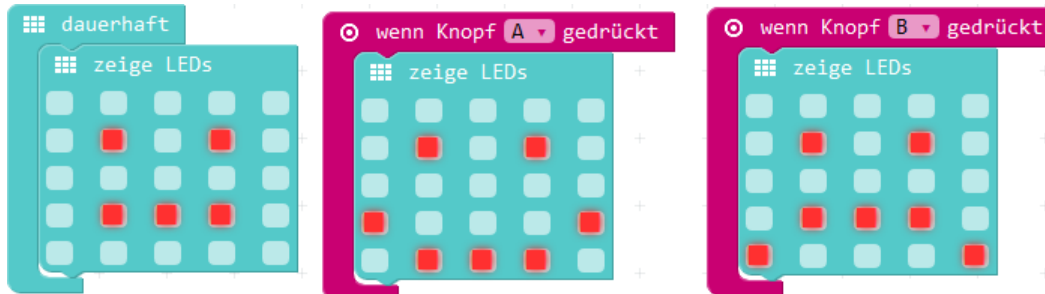 dauerhaft
zeige LEDs
wenn Knopf A gedrückt
zeige LEDs
wenn Knopf B gedrückt
zeige LEDs